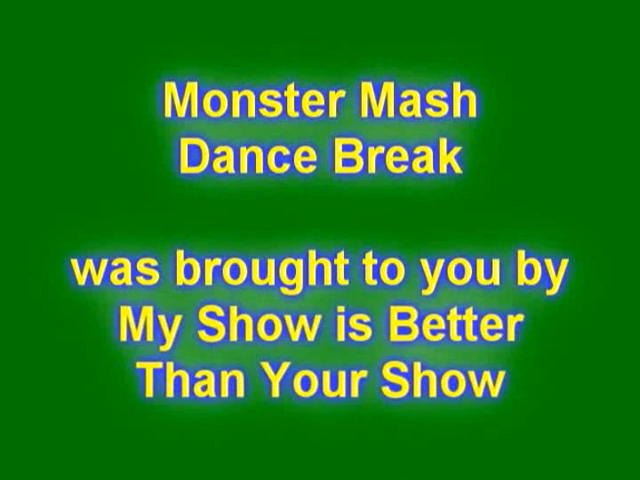 Monster Mash
Dance Break
was brought to you by
My Show is Better
Than Your Show